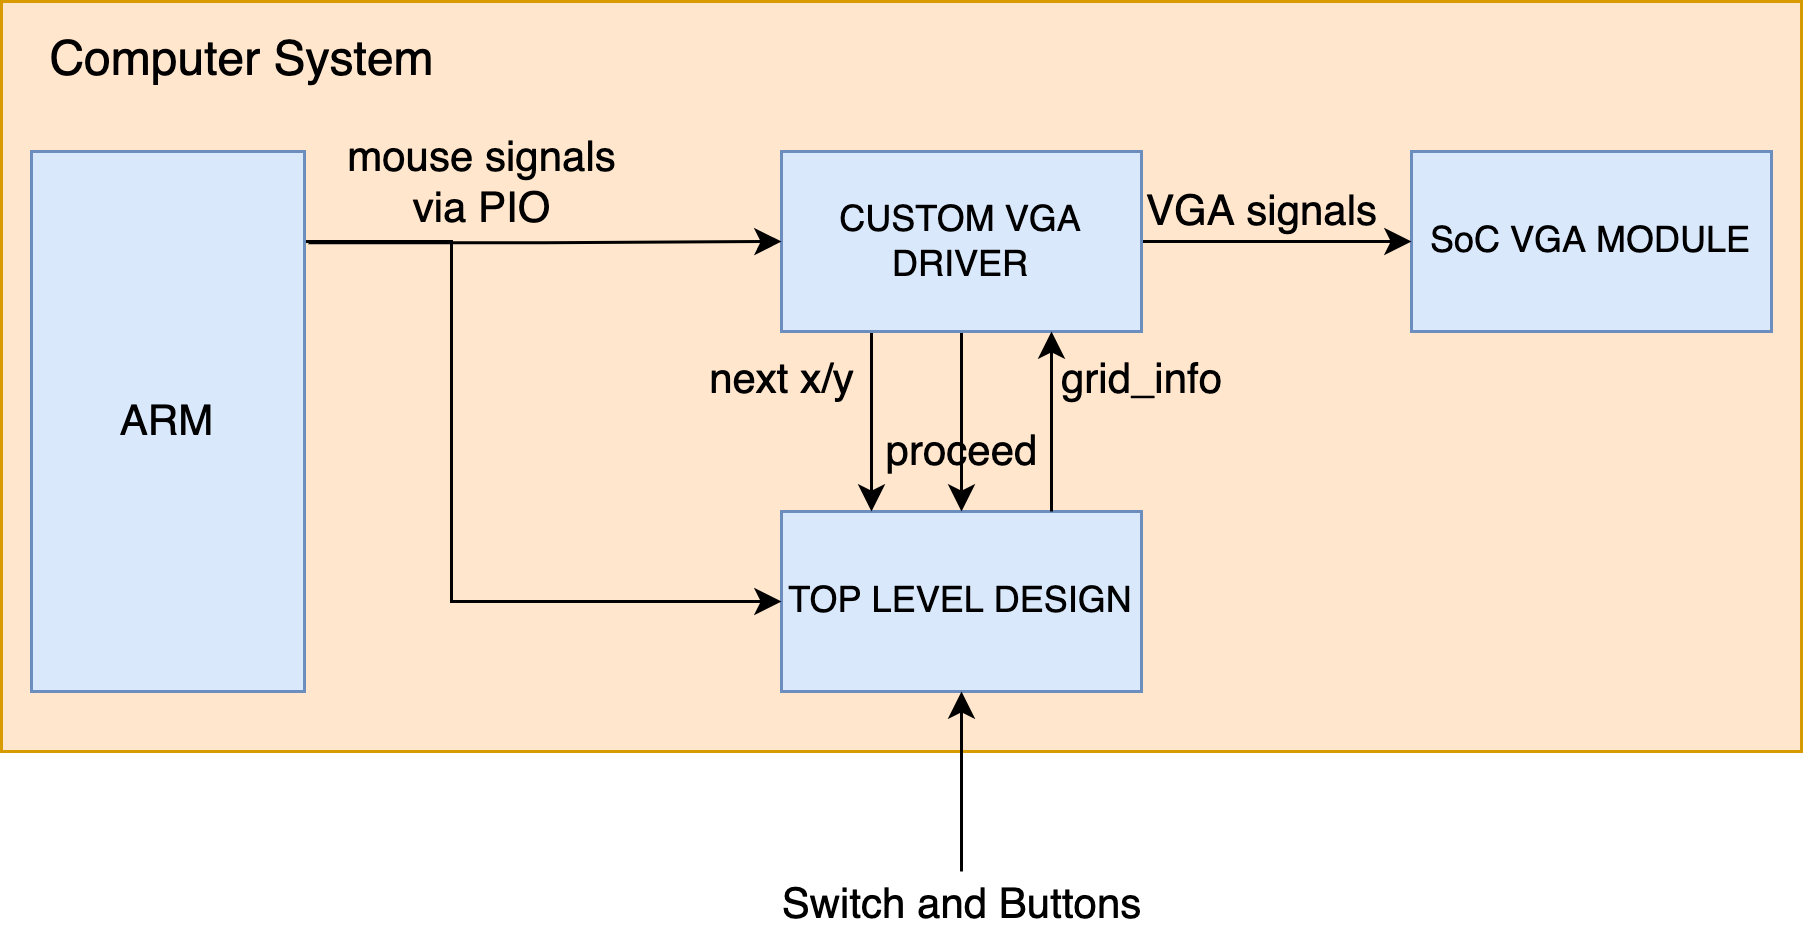 Computer System
mouse signals
via PIO
CUSTOM VGA
DRIVER
VGA signals
SoC VGA MODULE
ARM
next x/y
grid_info
proceed
TOP LEVEL DESIGN
Switch and Buttons